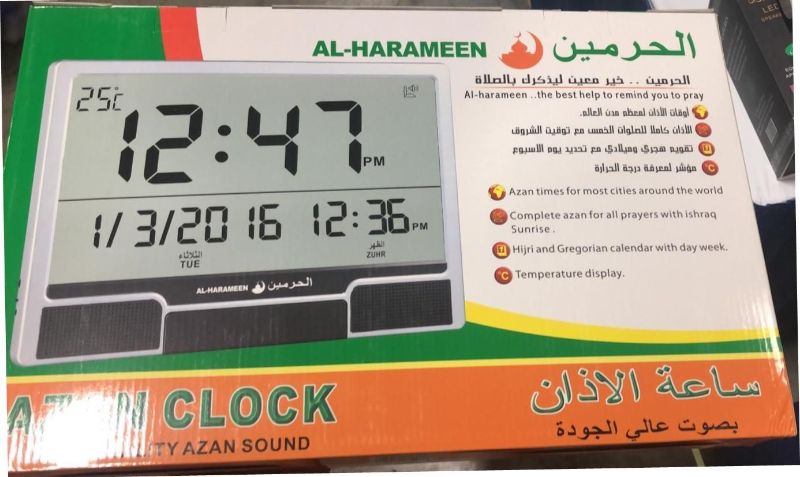 AL-HARAMEEN الحرمين
الحرمين .. خير معين ليذكرك بالصلاة
Al-harameen ..the best help to remind you to pray
اوقات الأذان لمعظم مدن العالم.
الأذان كاملا للصلوات الخمس مع توقيت الشروق
تقويم هجري وميلادي مع تحديد يوم الاسبوع
مؤشر لمعرفة درجة الحرارة
Azan times for most cities around the world
Complete azan for all prayers with ishraq
Sunrise .
Hijri and Gregorian calendar with day week.
°C Temperature display.
25°c
12:47 PM
1/3/2016 12:36 PM
الثلاثاء
TUE
الظهر
ZUHR
AL-HARAMEEN الحرمين
CLOCK
AZAN SOUND
ساعة الاذان
بصوت عالي الجودة